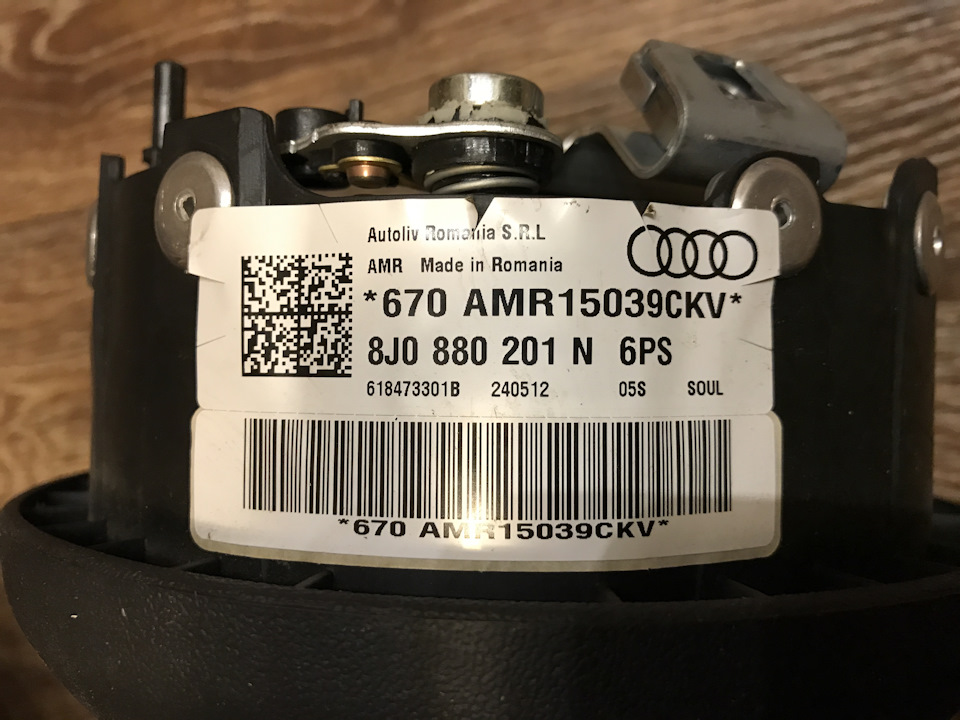 Autoliv Romania S.R.L
AMR Made in Romania
*670 AMR15039CKV*
8J0 880 201 N 6PS
618473301B 240512 05S SOUL
*670 AMR15039CKV*